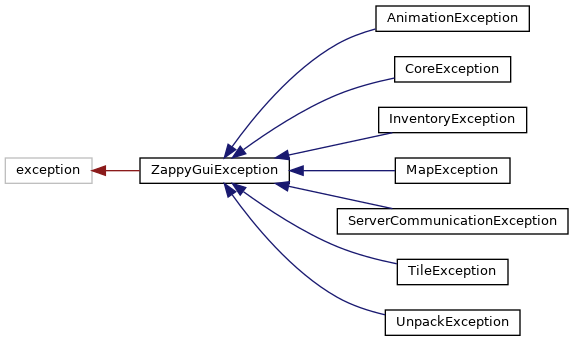 AnimationException
CoreException
InventoryException
exception
ZappyGuiException
MapException
ServerCommunicationException
TileException
UnpackException